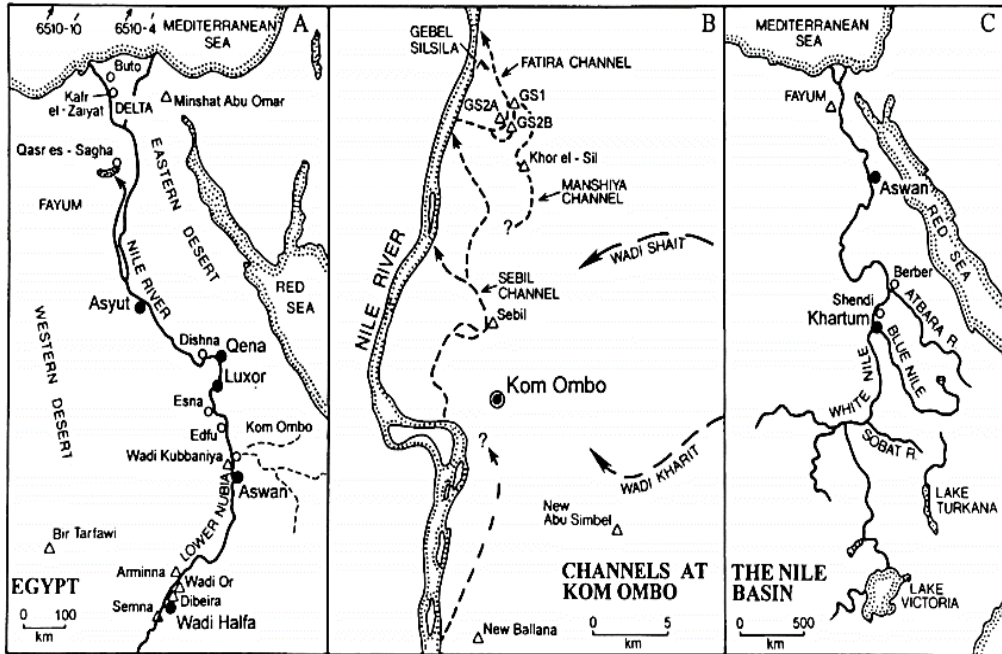 6510-10
6510-4
A
MEDITERRANEAN
SEA
Buto
Kafr
el-Zaiyat
DELTA
Minshat Abu Omar
Qasr es-Sagha
FAYUM
EASTERN
DESERT
NILE RIVER
RED
SEA
Asyut
WESTERN DESERT
Dishna
Qena
Luxor
Esna
Edfu
Kom Ombo
Wadi Kubbaniya
Aswan
LOWER NUBIA
Bir Tarfawi
Arminna
Wadi Or
Semna
Dibeira
Wadi Halfa
EGYPT
0 100
km
B
GEBEL
SILSILA
FATIRA CHANNEL
GS1
GS2A
GS2B
Khor el-Sil
MANSHIYA
CHANNEL
?
WADI SHAIT
SEBIL
CHANNEL
Sebil
NILE RIVER
Kom Ombo
?
WADI KHARIT
New
Abu Simbel
CHANNELS AT
KOM OMBO
New Ballana
0 5
km
C
MEDITERRANEAN
SEA
FAYUM
Aswan
RED SEA
Berber
ATBARA R.
Shendi
Khartum
BLUE NILE
WHITE NILE
SOBAT R.
LAKE
TURKANA
THE NILE
BASIN
LAKE
VICTORIA
0 500
km